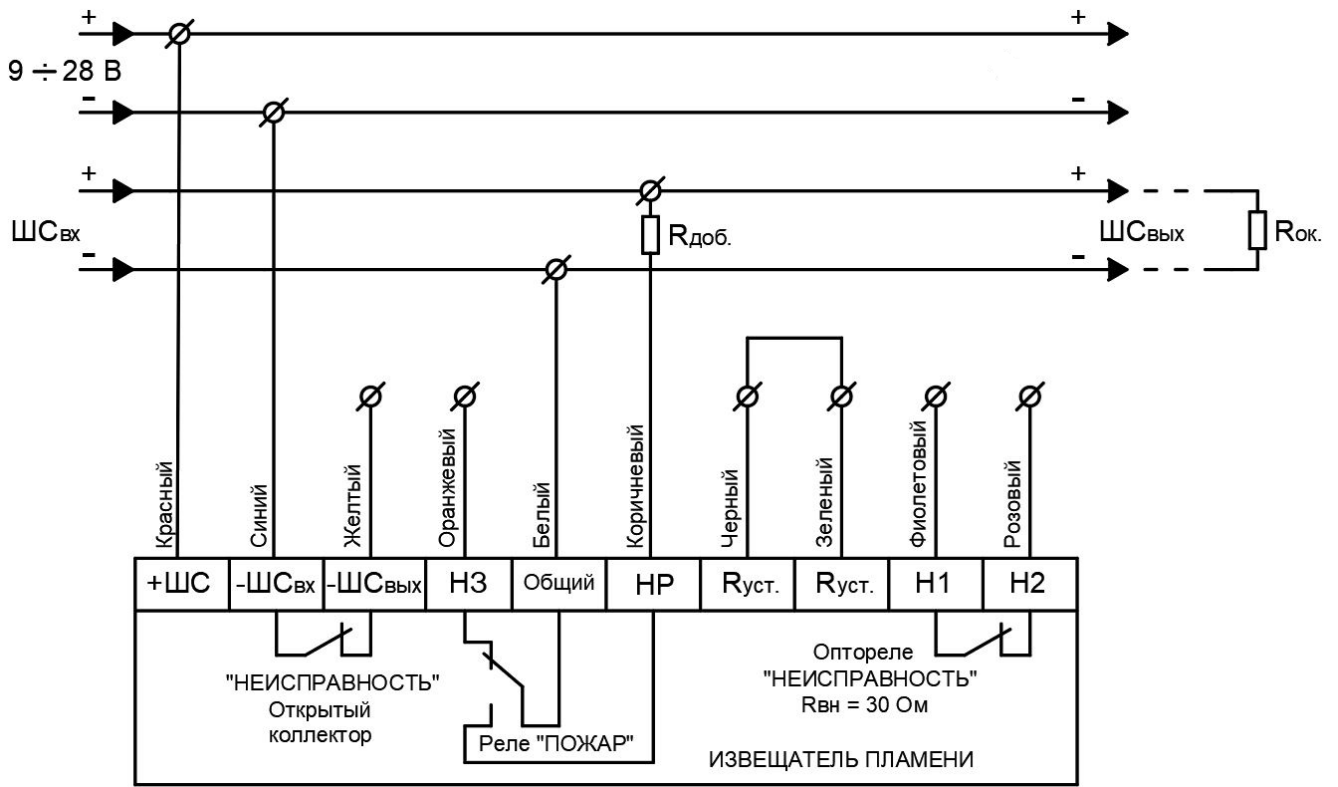 + +
9 ÷ 28 В
- -
+ +
Rдоб.
ШСвх ШСвых Rок.
- -
Красный Синий Желтый Оранжевый Белый Коричневый Черный Зеленый Фиолетовый Розовый
+ШС -ШСвх -ШСвых НЗ Общий НР Rуст. Rуст. Н1 Н2
"НЕИСПРАВНОСТЬ"
Открытый
коллектор
Реле "ПОЖАР"
Оптореле
"НЕИСПРАВНОСТЬ"
Rвн = 30 Ом
ИЗВЕЩАТЕЛЬ ПЛАМЕНИ